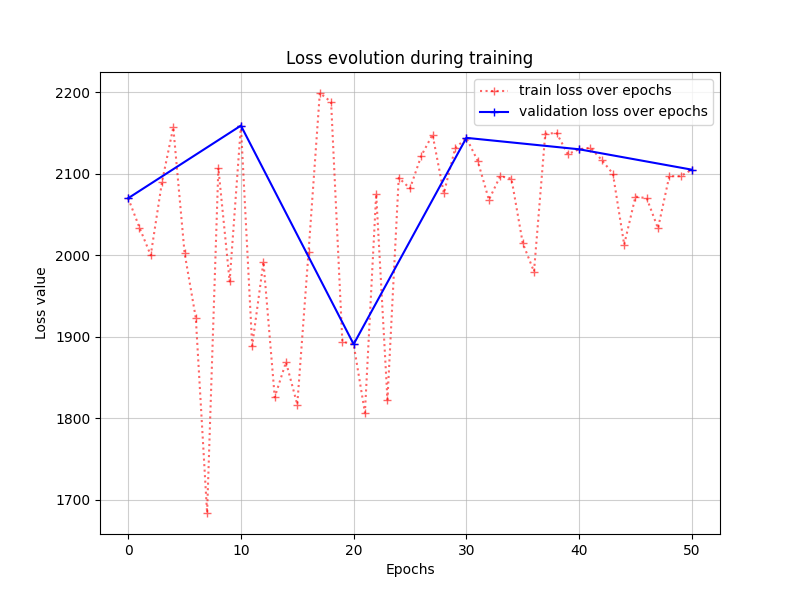 Loss evolution during training
train loss over epochs
validation loss over epochs
Loss value
2200
2100
2000
1900
1800
1700
0 10 20 30 40 50
Epochs